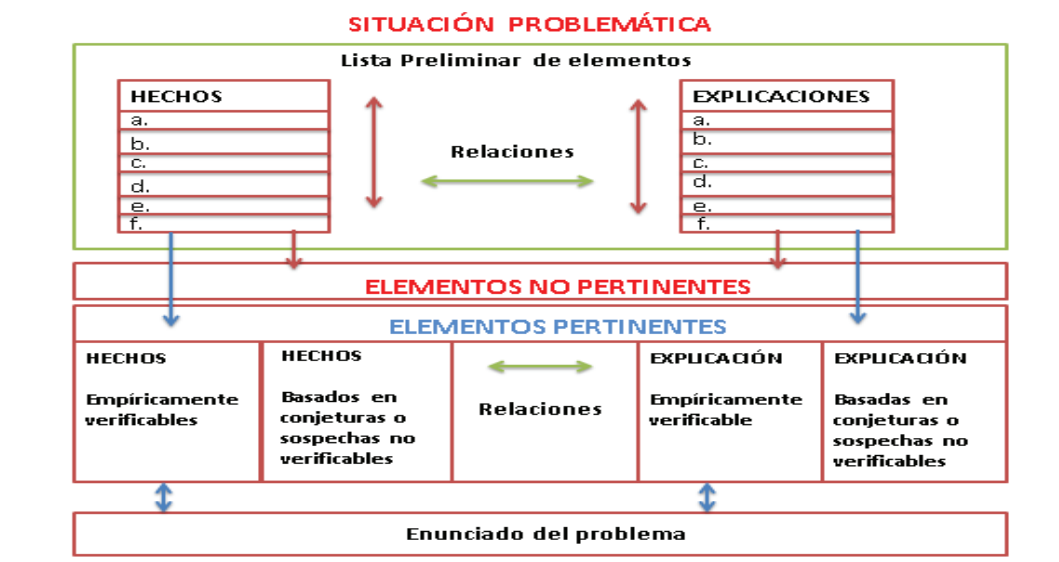 SITUACIÓN PROBLEMÁTICA
Lista Preliminar de elementos
HECHOS
a.
b.
c.
d.
e.
f.
Relaciones
EXPLICACIONES
a.
b.
c.
d.
e.
f.
ELEMENTOS NO PERTINENTES
ELEMENTOS PERTINENTES
HECHOS
Empíricamente
verificables
HECHOS
Basados en
conjeturas o
sospechas no
verificables
Relaciones
EXPLICACIÓN
Empíricamente
verificable
EXPLICACIÓN
Basadas en
conjeturas o
sospechas no
verificables
Enunciado del problema